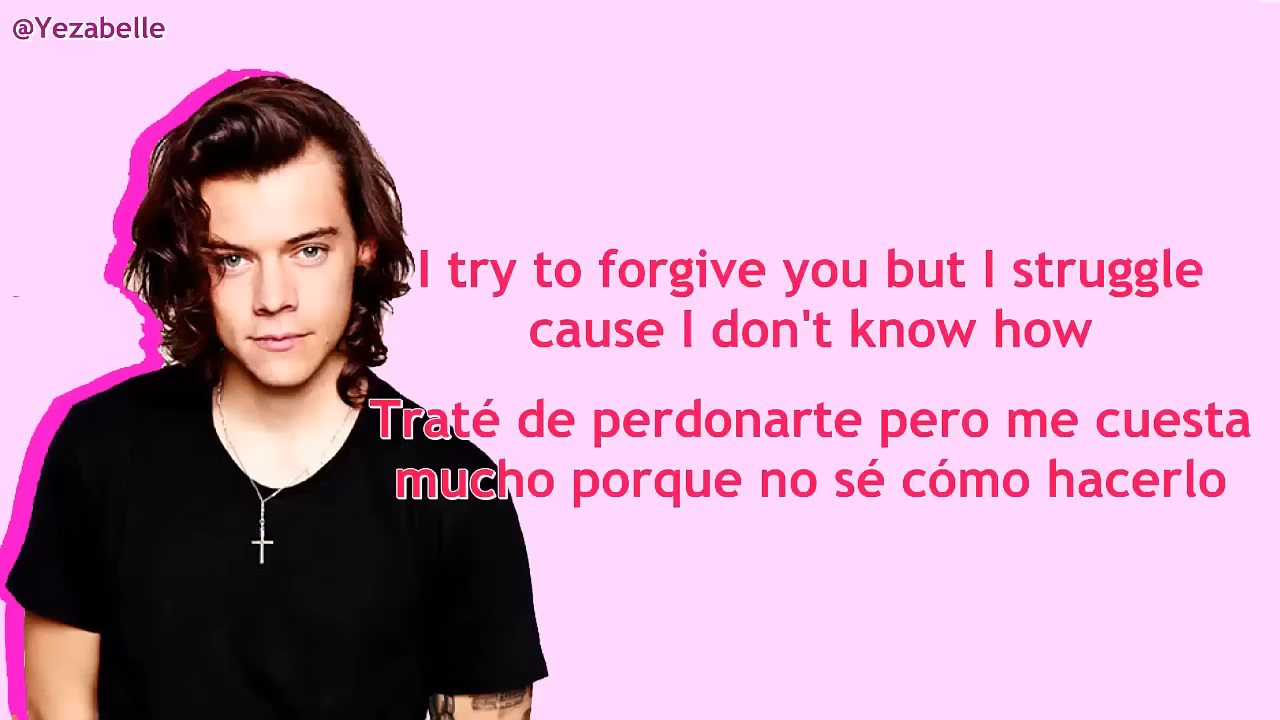 @Yezabelle
I try to forgive you but I struggle
cause I don't know how
Traté de perdonarte pero me cuesta
mucho porque no sé cómo hacerlo